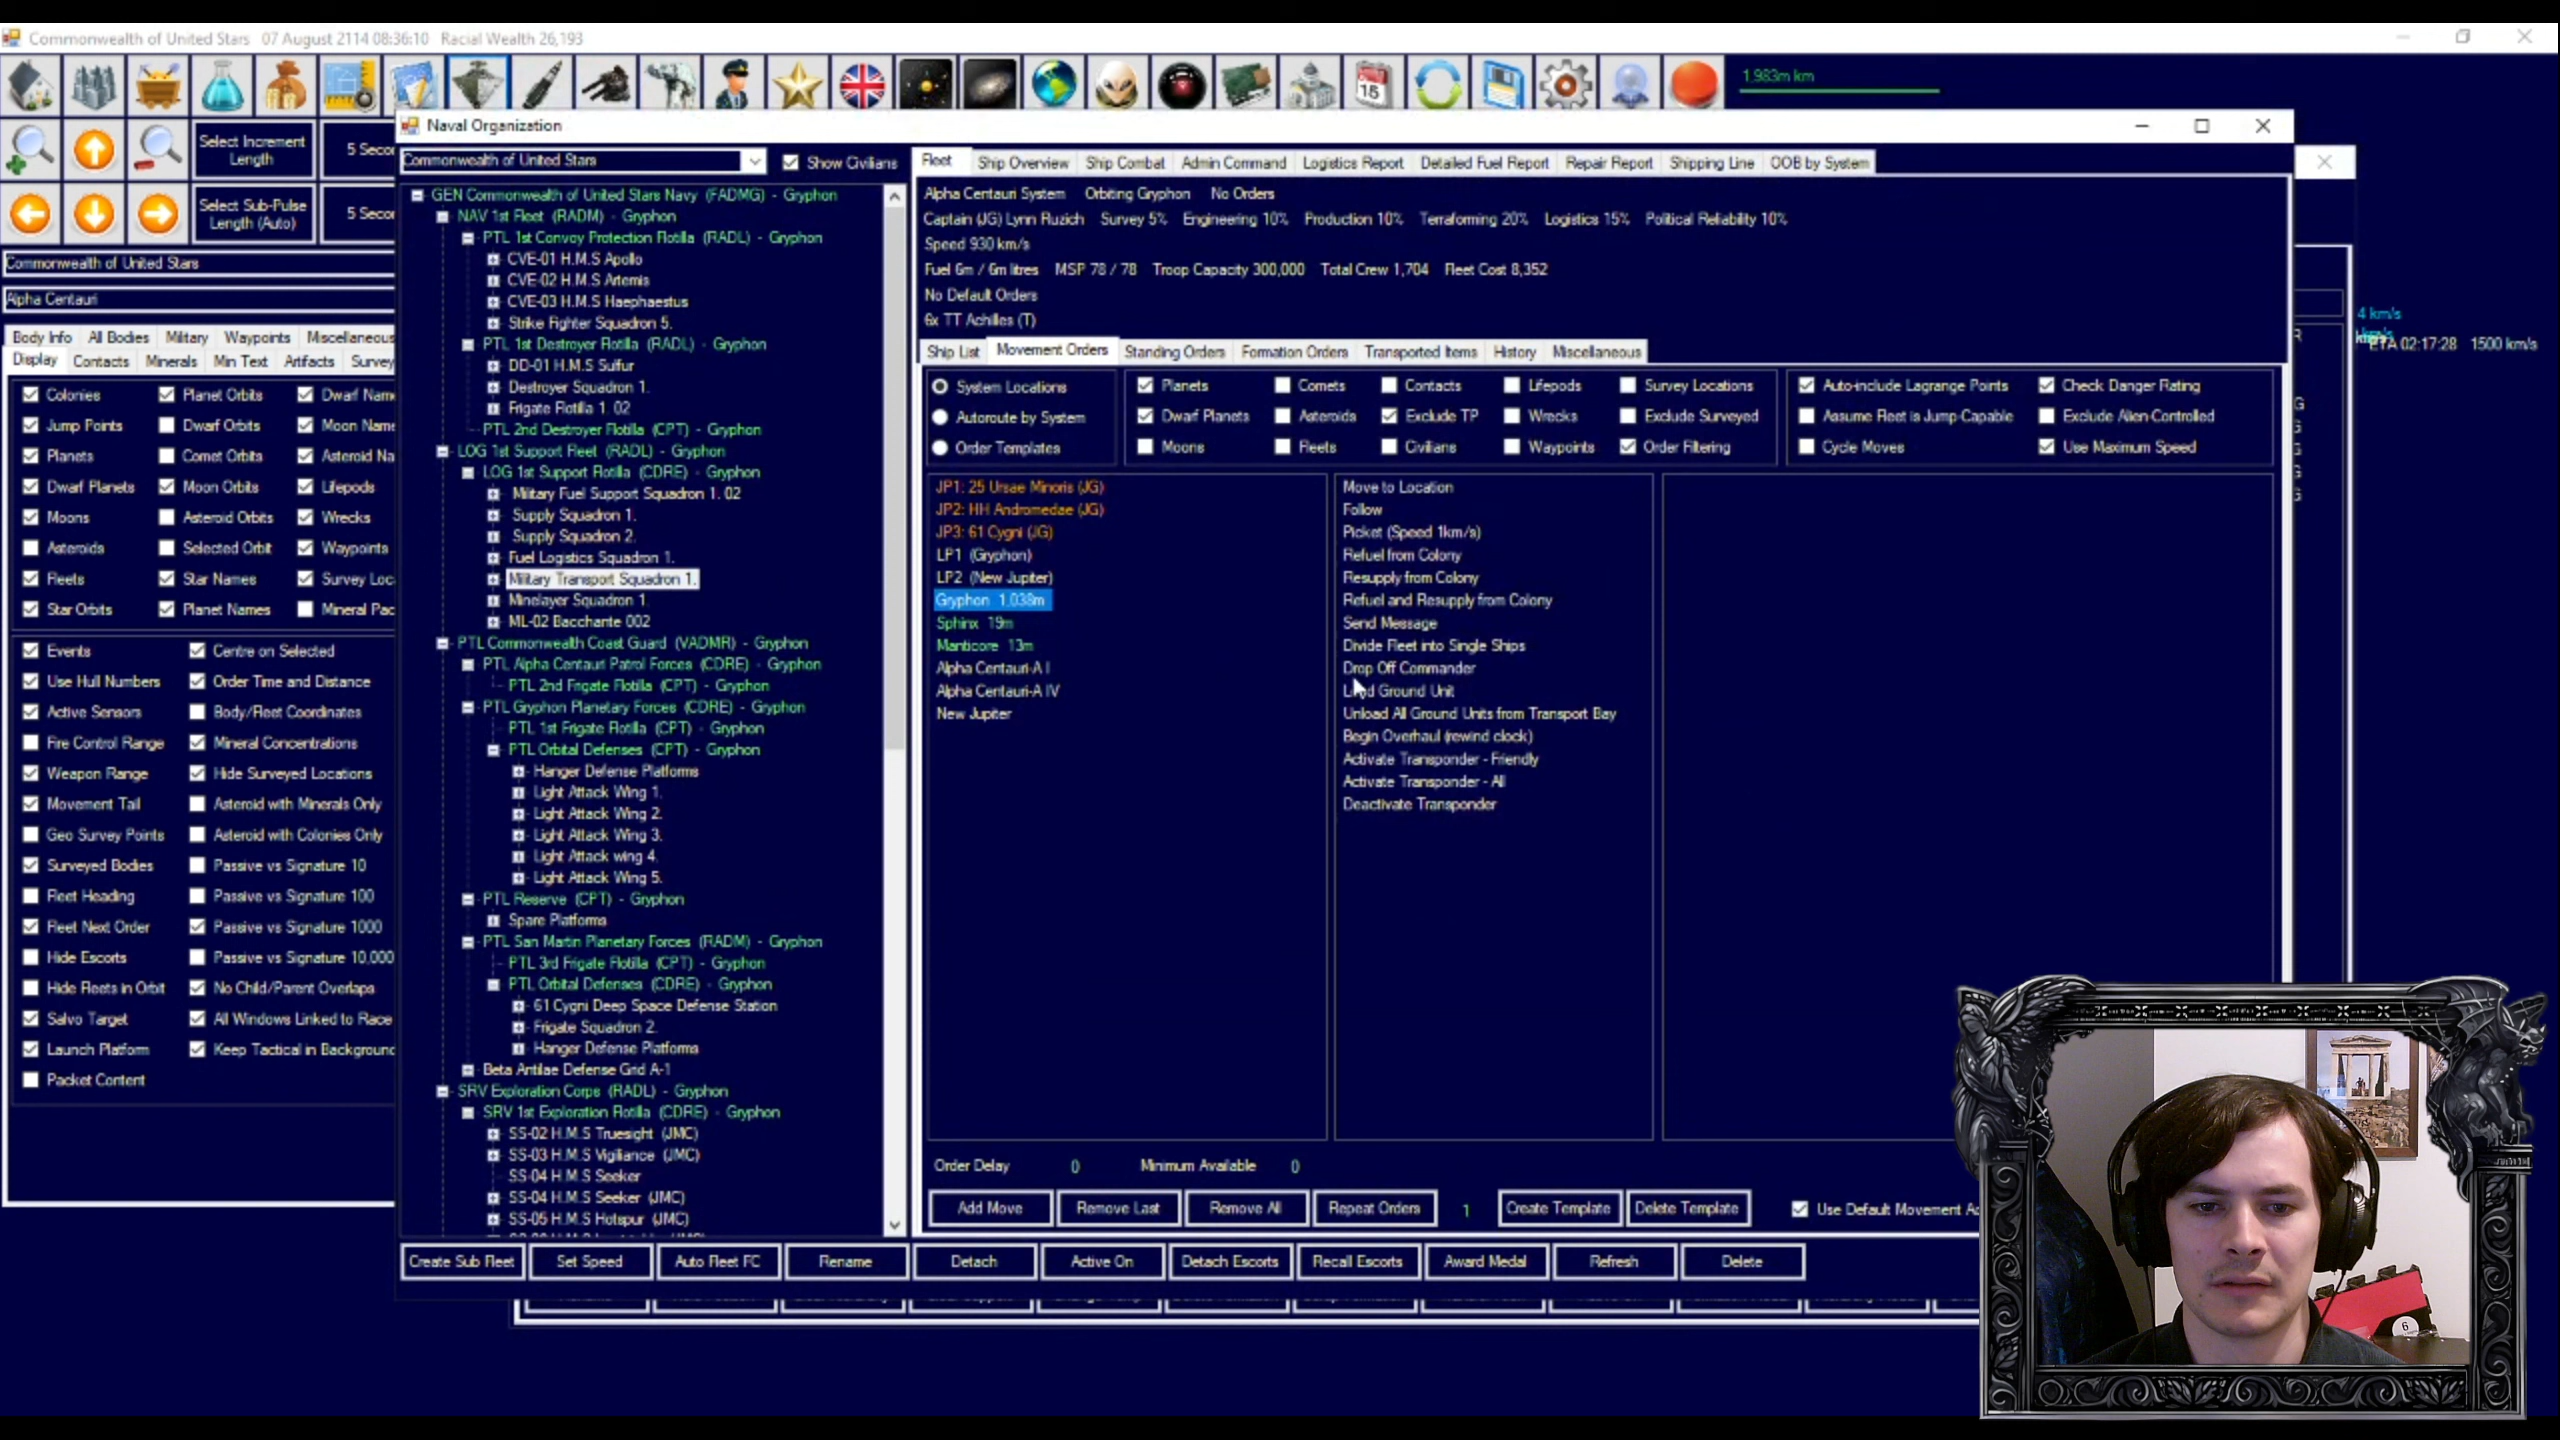 Commonwealth of United Stars 07 August 2114 08:36:10 Racial Wealth 26,193
1,983m km
15
Select Increment Length
5 Secon
Select Sub-Pulse Length (Auto)
5 Secon
Commonwealth of United Stars
Alpha Centauri
Body Info All Bodies Military Waypoints Miscellaneous
Display Contacts Minerals Min Text Artifacts Survey
Colonies Planet Orbits Dwarf Nam
Jump Points Dwarf Orbits Moon Name
Planets Comet Orbits Asteroid Na
Dwarf Planets Moon Orbits Lifepods
Moons Asteroid Orbits Wrecks
Asteroids Selected Orbit Waypoints
Fleets Star Names Survey Loc
Star Orbits Planet Names Mineral Pac
Events Centre on Selected
Use Hull Numbers Order Time and Distance
Active Sensors Body/Fleet Coordinates
Fire Control Range Mineral Concentrations
Weapon Range Hide Surveyed Locations
Movement Tail Asteroid with Minerals Only
Geo Survey Points Asteroid with Colonies Only
Surveyed Bodies Passive vs Signature 10
Fleet Heading Passive vs Signature 100
Fleet Next Order Passive vs Signature 1000
Hide Escorts Passive vs Signature 10,000
Hide Fleets in Orbit No Child/Parent Overlaps
Salvo Target All Windows Linked to Race
Launch Platform Keep Tactical in Background
Packet Content
Naval Organization
Commonwealth of United Stars Show Civilians
GEN Commonwealth of United Stars Navy (FADMG) - Gryphon
NAV 1st Fleet (RADM) - Gryphon
PTL 1st Convoy Protection Flotilla (RADL) - Gryphon
CVE-01 H.M.S Apollo
CVE-02 H.M.S Artemis
CVE-03 H.M.S Haephaestus
Strike Fighter Squadron 5.
PTL 1st Destroyer Flotilla (RADL) - Gryphon
DD-01 H.M.S Sulfur
Destroyer Squadron 1.
Frigate Flotilla 1. 02
PTL 2nd Destroyer Flotilla (CPT) - Gryphon
LOG 1st Support Fleet (RADL) - Gryphon
LOG 1st Support Flotilla (CDRE) - Gryphon
Military Fuel Support Squadron 1. 02
Supply Squadron 1.
Supply Squadron 2.
Fuel Logistics Squadron 1.
Military Transport Squadron 1.
Minelayer Squadron 1.
ML-02 Bacchante 002
PTL Commonwealth Coast Guard (VADMR) - Gryphon
PTL Alpha Centauri Patrol Forces (CDRE) - Gryphon
PTL 2nd Frigate Flotilla (CPT) - Gryphon
PTL Gryphon Planetary Forces (CDRE) - Gryphon
PTL 1st Frigate Flotilla (CPT) - Gryphon
PTL Orbital Defenses (CPT) - Gryphon
Hanger Defense Platforms
Light Attack Wing 1.
Light Attack Wing 2.
Light Attack Wing 3.
Light Attack wing 4.
Light Attack Wing 5.
PTL Reserve (CPT) - Gryphon
Spare Platforms
PTL San Martin Planetary Forces (RADM) - Gryphon
PTL 3rd Frigate Flotilla (CPT) - Gryphon
PTL Orbital Defenses (CDRE) - Gryphon
61 Cygni Deep Space Defense Station
Frigate Squadron 2.
Hanger Defense Platforms
Beta Antilae Defense Grid A-1
SRV Exploration Corps (RADL) - Gryphon
SRV 1st Exploration Flotilla (CDRE) - Gryphon
SS-02 H.M.S Truesight (JMC)
SS-03 H.M.S Vigiliance (JMC)
SS-04 H.M.S Seeker
SS-04 H.M.S Seeker (JMC)
SS-05 H.M.S Hotspur (JMC)
Fleet Ship Overview Ship Combat Admin Command Logistics Report Detailed Fuel Report Repair Report Shipping Line OOB by System
Alpha Centauri System Orbiting Gryphon No Orders
Captain (JG) Lynn Ruzich Survey 5% Engineering 10% Production 10% Terraforming 20% Logistics 15% Political Reliability 10%
Speed 930 km/s
Fuel 6m / 6m litres MSP 78 / 78 Troop Capacity 300,000 Total Crew 1,704 Fleet Cost 8,352
No Default Orders
6x TT Achilles (T)
Ship List Movement Orders Standing Orders Formation Orders Transported Items History Miscellaneous
System Locations Planets Comets Contacts Lifepods Survey Locations Auto-include Lagrange Points Check Danger Rating
Autoroute by System Dwarf Planets Asteroids Exclude TP Wrecks Exclude Surveyed Assume Fleet is Jump-Capable Exclude Alien-Controlled
Order Templates Moons Fleets Civilians Waypoints Order Filtering Cycle Moves Use Maximum Speed
JP1: 25 Ursae Minoris (JG)
JP2: HH Andromedae (JG)
JP3: 61 Cygni (JG)
LP1 (Gryphon)
LP2 (New Jupiter)
Gryphon 1.038m
Sphinx 19m
Manticore 13m
Alpha Centauri-A I
Alpha Centauri-A IV
New Jupiter
Move to Location
Follow
Picket (Speed 1km/s)
Refuel from Colony
Resupply from Colony
Refuel and Resupply from Colony
Send Message
Divide Fleet into Single Ships
Drop Off Commander
Load Ground Unit
Unload All Ground Units from Transport Bay
Begin Overhaul (rewind clock)
Activate Transponder - Friendly
Activate Transponder - All
Deactivate Transponder
Order Delay 0 Minimum Available 0
Add Move Remove Last Remove All Repeat Orders 1 Create Template Delete Template Use Default Movement
Create Sub Fleet Set Speed Auto Fleet FC Rename Detach Active On Detach Escorts Recall Escorts Award Medal Refresh Delete
4 km/s
ETA 02:17:28 1500 km/s
6